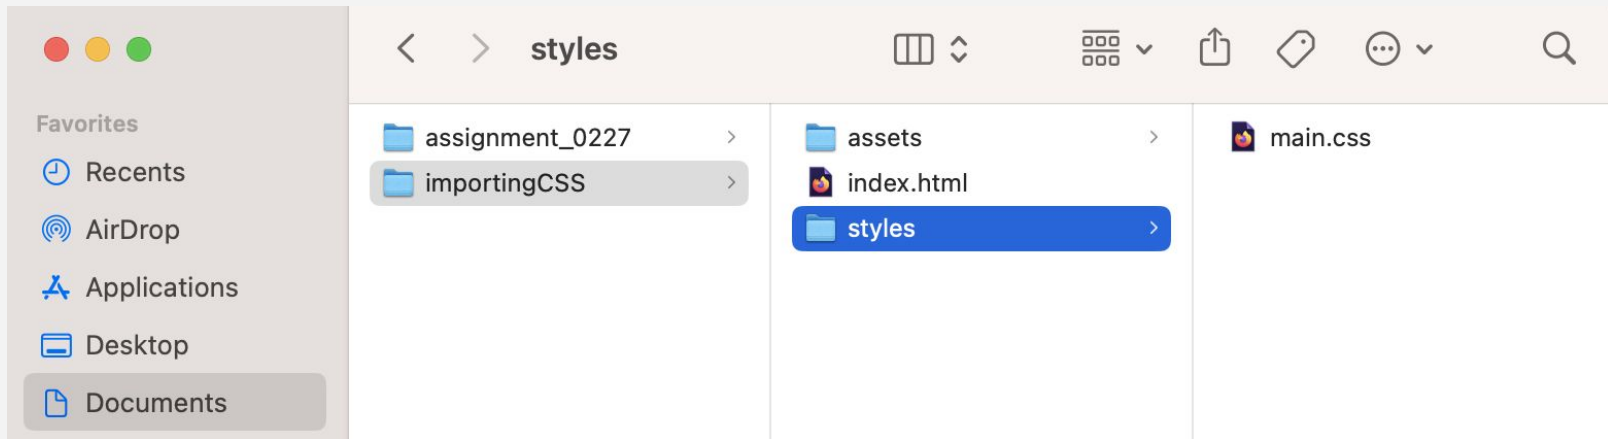 styles
Favorites
Recents
AirDrop
Applications
Desktop
Documents
assignment_0227
importingCSS
assets
index.html
styles
main.css